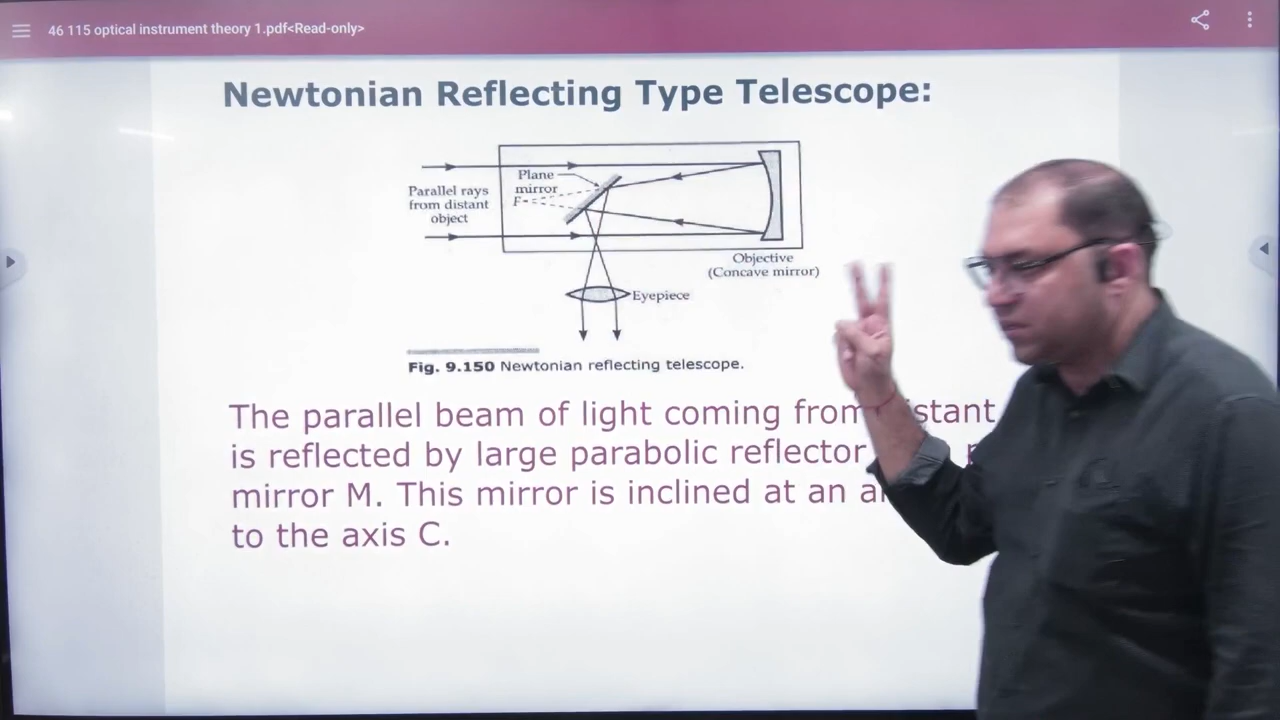 46 115 optical instrument theory 1.pdf<Read-only>
Newtonian Reflecting Type Telescope:
Parallel rays
from distant
object
Plane
mirror
F
Objective
(Concave mirror)
Eyepiece
Fig. 9.150 Newtonian reflecting telescope.
The parallel beam of light coming from
is reflected by large parabolic reflector
mirror M. This mirror is inclined at an
to the axis C.